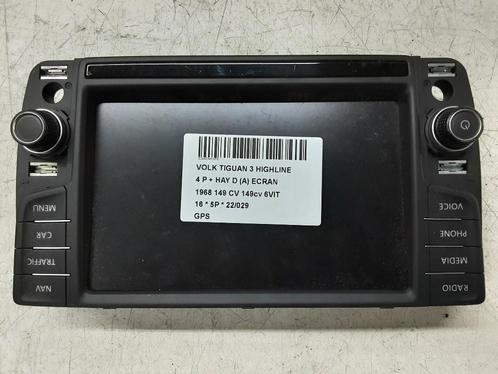 VOLK TIGUAN 3 HIGHLINE
4 P + HAY D (A) ECRAN
1968 149 CV 149cv 6VIT
16 * 5P * 22/029
GPS
MENU
CAR
TRAFFIC
NAV
VOICE
PHONE
MEDIA
RADIO